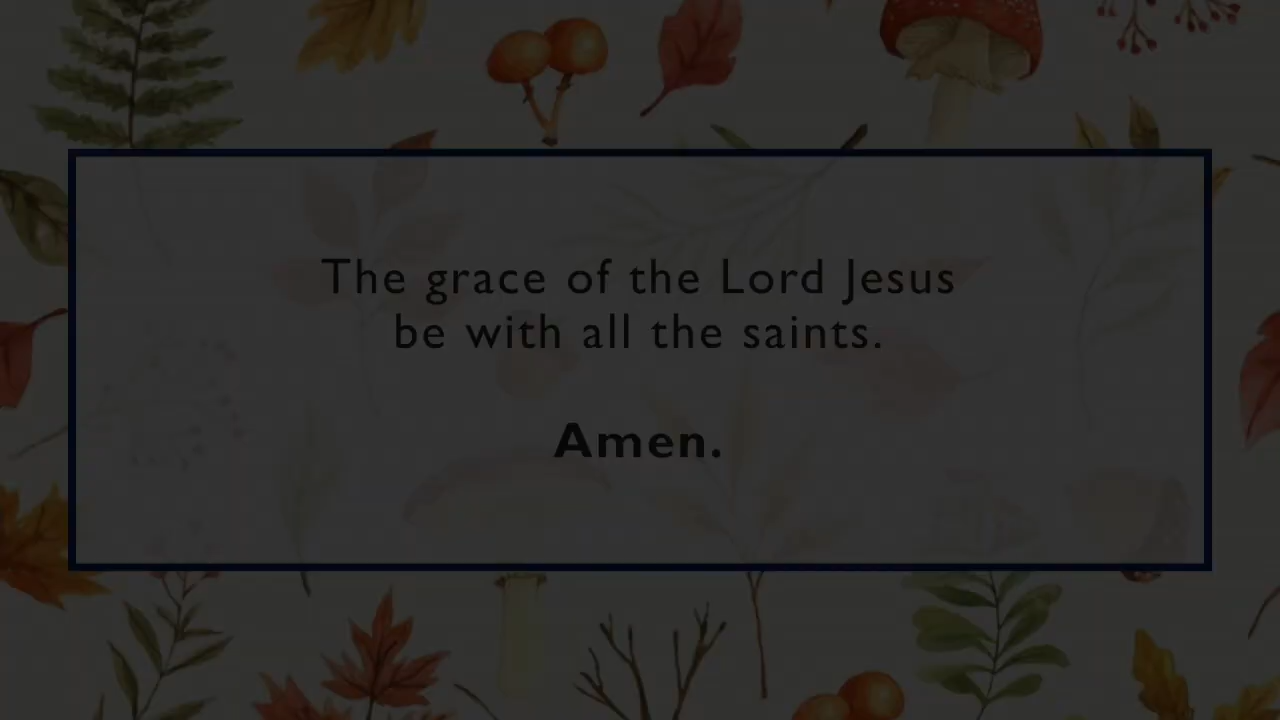 The grace of the Lord Jesus
be with all the saints.
Amen.